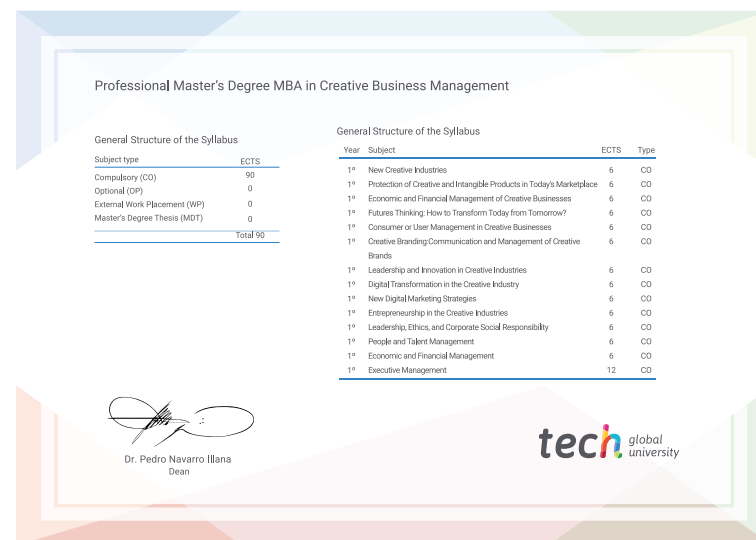 Professional Master's Degree MBA in Creative Business Management
General Structure of the Syllabus
Subject type ECTS
Compulsory (CO) 90
Optional (OP) 0
External Work Placement (WP) 0
Master's Degree Thesis (MDT) 0
Total 90
General Structure of the Syllabus
Year Subject ECTS Type
1º New Creative Industries 6 CO
1º Protection of Creative and Intangible Products in Today's Marketplace 6 CO
1º Economic and Financial Management of Creative Businesses 6 CO
1º Futures Thinking: How to Transform Today from Tomorrow? 6 CO
1º Consumer or User Management in Creative Businesses 6 CO
1º Creative Branding:Communication and Management of Creative 6 CO
Brands
1º Leadership and Innovation in Creative Industries 6 CO
1º Digital Transformation in the Creative Industry 6 CO
1º New Digital Marketing Strategies 6 CO
1º Entrepreneurship in the Creative Industries 6 CO
1º Leadership, Ethics, and Corporate Social Responsibility 6 CO
1º People and Talent Management 6 CO
1º Economic and Financial Management 6 CO
1º Executive Management 12 CO
Dr. Pedro Navarro Illana
Dean
tech global
university